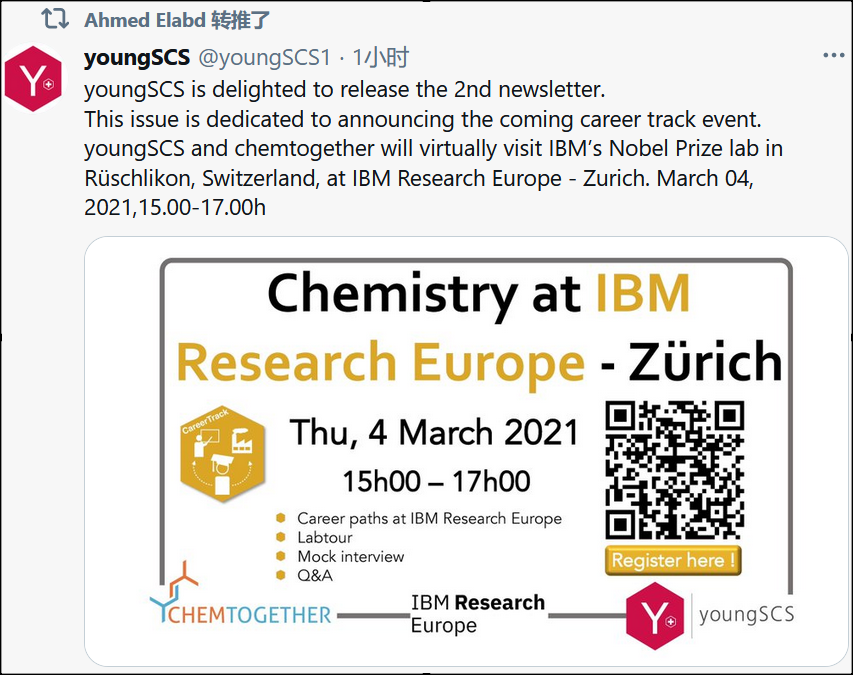 Ahmed Elabd 转推了
youngSCS @youngSCS1 · 1小时
youngSCS is delighted to release the 2nd newsletter.
This issue is dedicated to announcing the coming career track event.
youngSCS and chemtogether will virtually visit IBM’s Nobel Prize lab in
Rüschlikon, Switzerland, at IBM Research Europe - Zurich. March 04,
2021,15.00-17.00h
Chemistry at IBM
Research Europe - Zürich
CareerTrack
Thu, 4 March 2021
15h00 – 17h00
Career paths at IBM Research Europe
Labtour
Mock interview
Q&A
Register here !
CHEMTOGETHER
IBM Research
Europe
Y
youngSCS